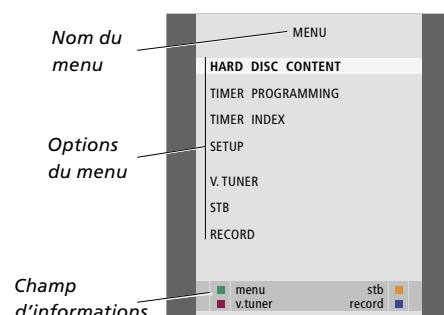 Nom du
menu
MENU
HARD DISC CONTENT
TIMER PROGRAMMING
TIMER INDEX
Options
du menu
SETUP
V. TUNER
STB
RECORD
Champ
d'informations
menu stb
v.tuner record